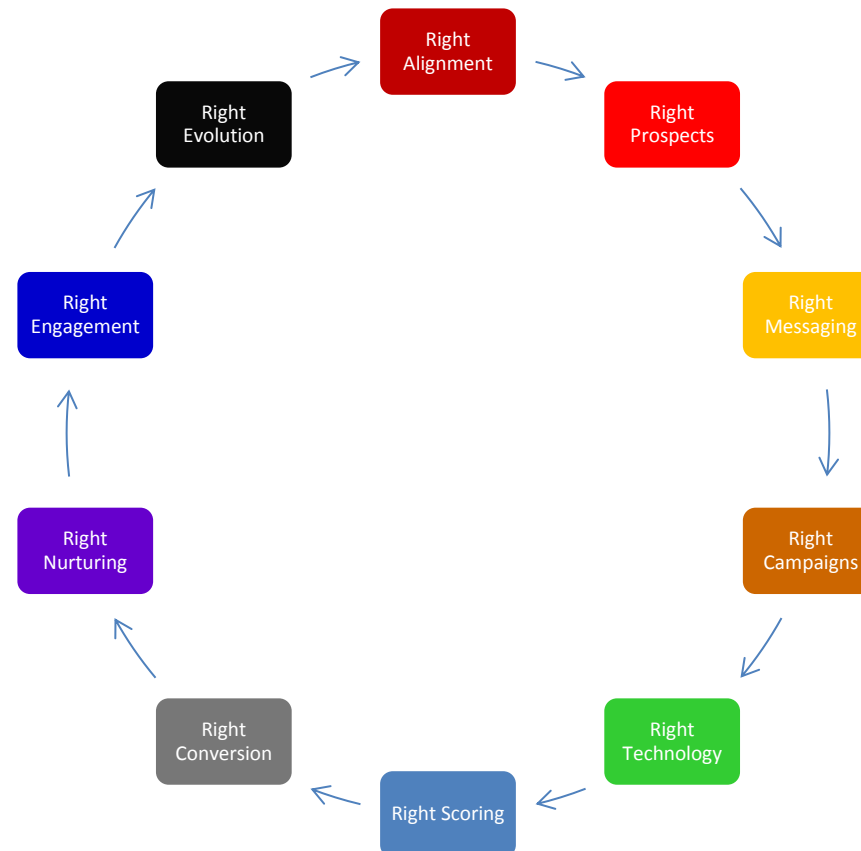 Right
Alignment
Right
Prospects
Right
Messaging
Right
Campaigns
Right
Technology
Right Scoring
Right
Conversion
Right
Nurturing
Right
Engagement
Right
Evolution